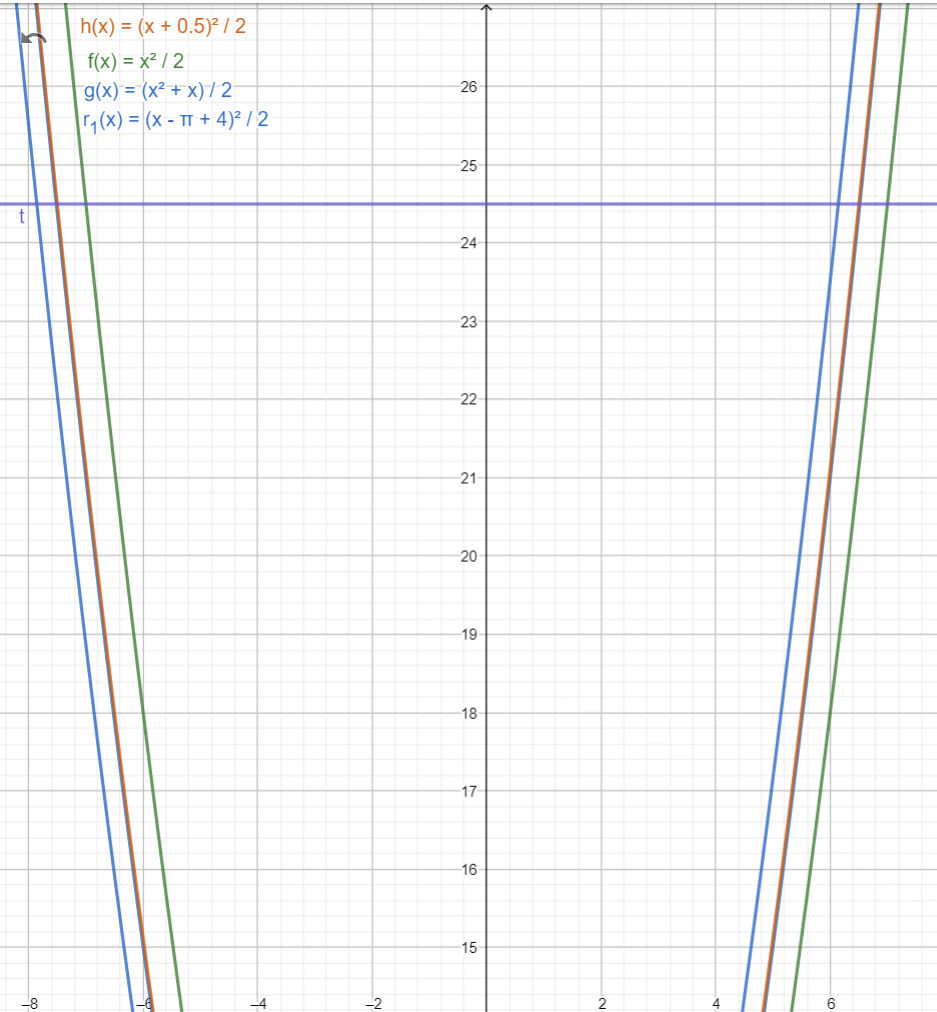 h(x) = (x + 0.5)² / 2
f(x) = x² / 2
g(x) = (x² + x) / 2
r₁(x) = (x - π + 4)² / 2
26
25
t
24
23
22
21
20
19
18
17
16
15
–8 –6 –4 –2 2 4 6